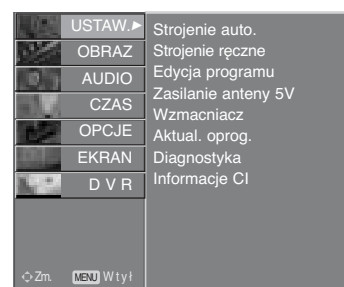 USTAW.
OBRAZ
AUDIO
CZAS
OPCJE
EKRAN
D V R
Zm. MENU Wtył
Strojenie auto.
Strojenie ręczne
Edycja programu
Zasilanie anteny 5V
Wzmacniacz
Aktual. oprog.
Diagnostyka
Informacje CI